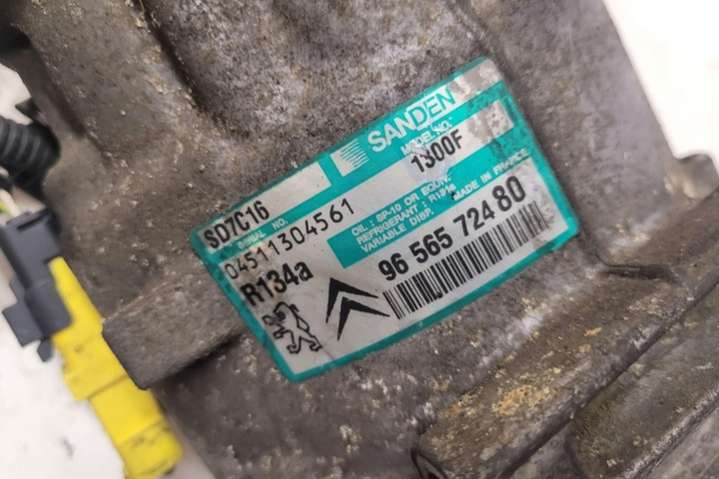 SANDEN
SD7C16
MODEL NO.
1300F
SERIAL NO.
04511304561
OIL : SP-10 OR EQUIV.
REFRIGERANT : R134a
VARIABLE DISP. MADE IN FRANCE
R134a
96 565 724 80